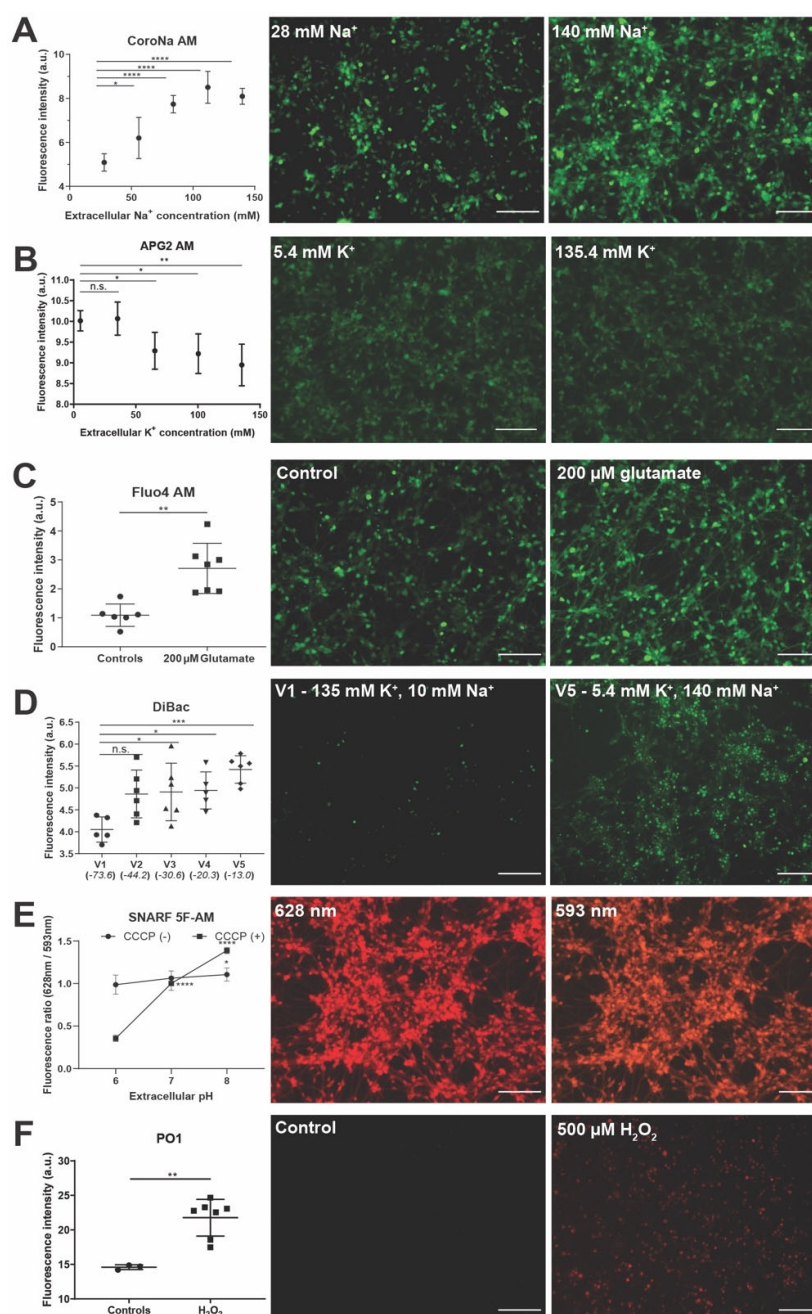 A
CoroNa AM
****
****
****
*
Fluorescence intensity (a.u.)
10
8
6
4
0 50 100 150
Extracellular Na⁺ concentration (mM)
28 mM Na⁺
140 mM Na⁺
B
APG2 AM
**
*
*
n.s.
Fluorescence intensity (a.u.)
10.5
10.0
9.5
9.0
8.5
8.0
0 50 100 150
Extracellular K⁺ concentration (mM)
5.4 mM K⁺
135.4 mM K⁺
C
Fluo4 AM
**
Fluorescence intensity (a.u.)
5
4
3
2
1
0
Controls 200 µM Glutamate
Control
200 µM glutamate
D
DiBac
***
*
*
n.s.
Fluorescence intensity (a.u.)
6.5
6.0
5.5
5.0
4.5
4.0
3.5
V1 V2 V3 V4 V5
(-73.6) (-44.2) (-30.6) (-20.3) (-13.0)
V1 - 135 mM K⁺, 10 mM Na⁺
V5 - 5.4 mM K⁺, 140 mM Na⁺
E
SNARF 5F-AM
CCCP (-) CCCP (+)
****
*
****
Fluorescence ratio (628nm / 593nm)
1.5
1.0
0.5
0.0
6 7 8
Extracellular pH
628 nm
593 nm
F
PO1
**
Fluorescence intensity (a.u.)
30
25
20
15
10
Controls H₂O₂
Control
500 µM H₂O₂